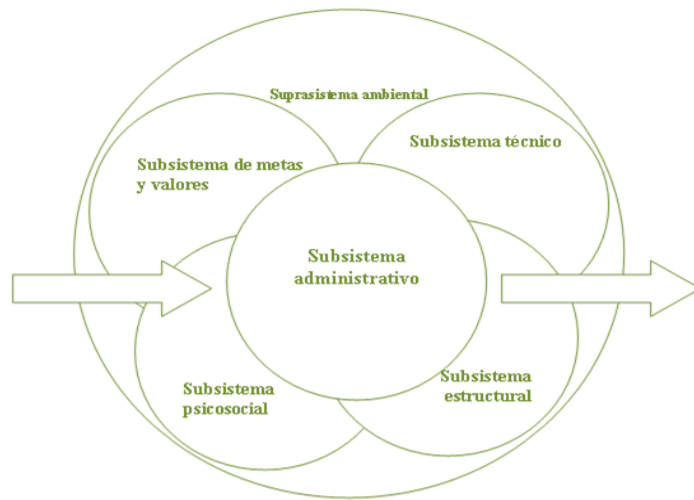 Suprasistema ambiental
Subsistema de metas
y valores
Subsistema técnico
Subsistema
administrativo
Subsistema
psicosocial
Subsistema
estructural